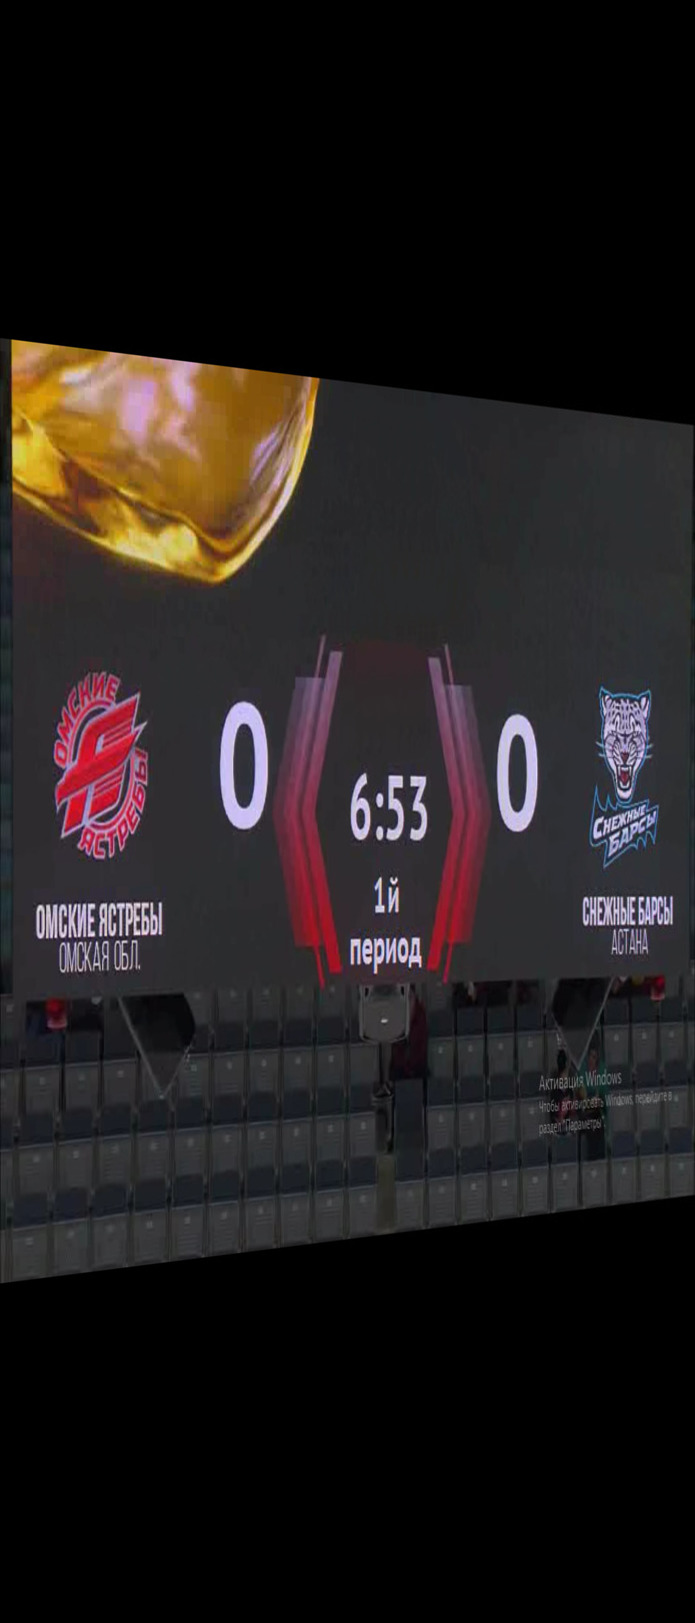 ОМСКИЕ
ЯСТРЕБЫ
0
6:53
0
СНЕЖНЫЕ
БАРСЫ
1й
период
ОМСКИЕ ЯСТРЕБЫ
ОМСКАЯ ОБЛ.
СНЕЖНЫЕ БАРСЫ
АСТАНА
Активация Windows
Чтобы активировать Windows, перейдите в
раздел "Параметры".